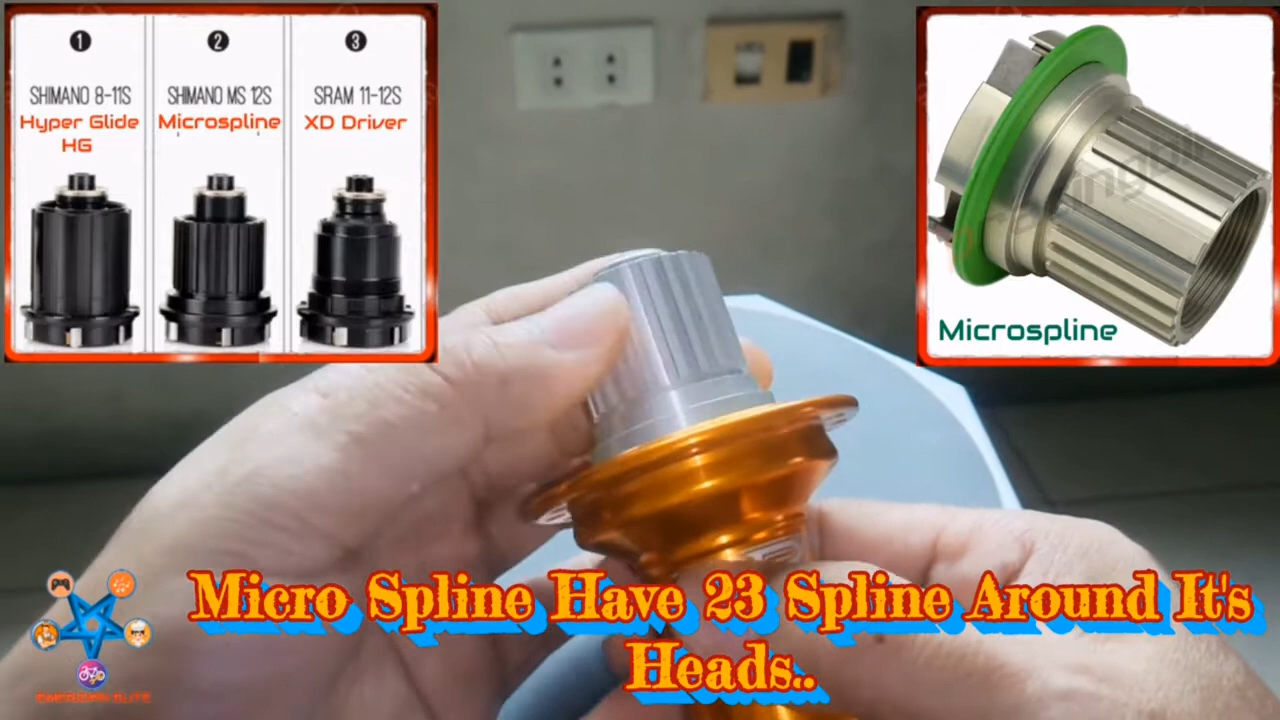 1
SHIMANO 8-11S
Hyper Glide
HG
2
SHIMANO MS 12S
Microspline
3
SRAM 11-12S
XD Driver
Microspline
Micro Spline Have 23 Spline Around It's
Heads..